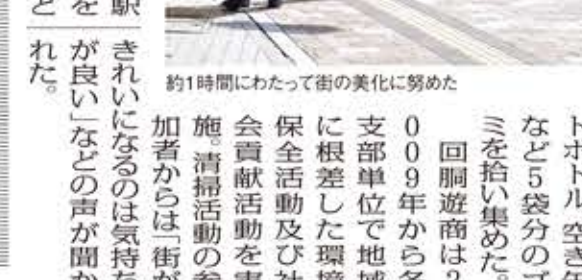 約1時間にわたって街の美化に努めた
トボトル、空き
など5袋分のゴ
ミを拾い集めた。
回胴遊商は2
009年から各
支部単位で地域
に根差した環境
保全活動及び社
会貢献活動を実
施。清掃活動の参
加者からは「街が
きれいになるのは気持ち
が良い」などの声が聞か
れた。
駅
を
と